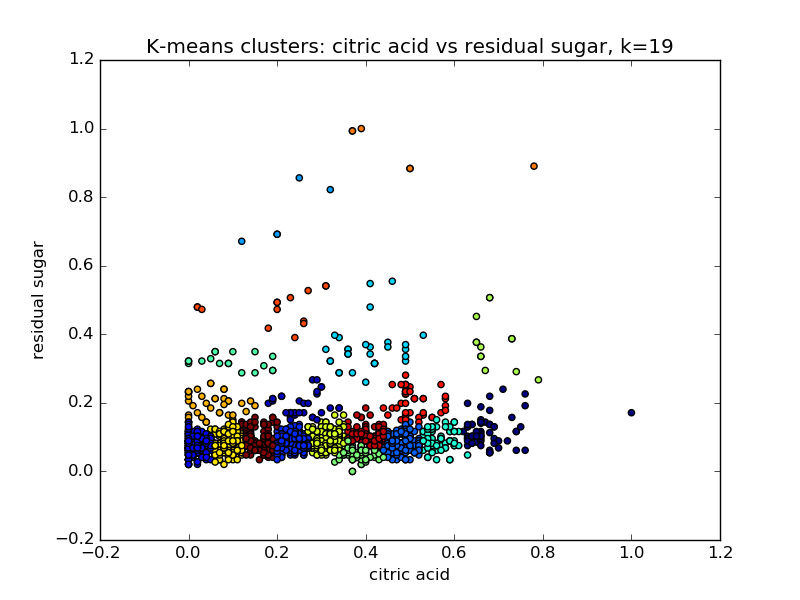 K-means clusters: citric acid vs residual sugar, k=19
1.2
1.0
0.8
0.6
0.4
0.2
0.0
−0.2
residual sugar
−0.2 0.0 0.2 0.4 0.6 0.8 1.0 1.2
citric acid